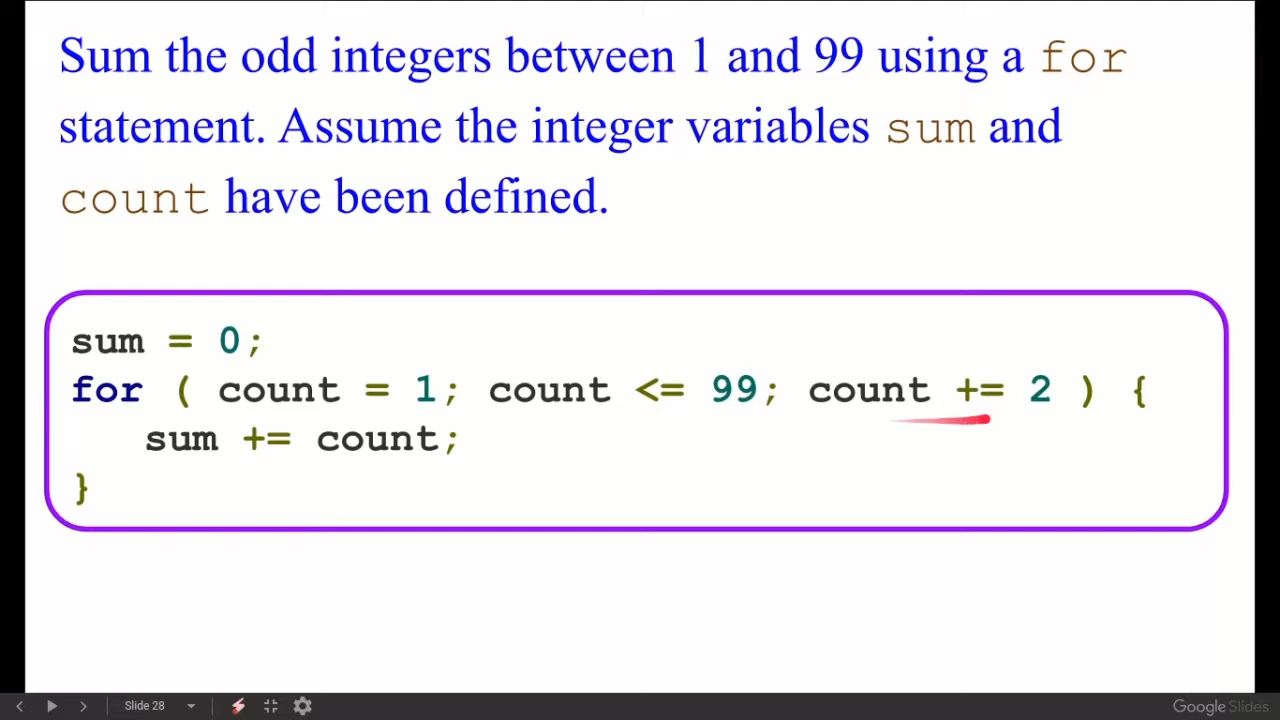 Sum the odd integers between 1 and 99 using a for
statement. Assume the integer variables sum and
count have been defined.
sum = 0;
for ( count = 1; count <= 99; count += 2 ) {
sum += count;
}
Slide 28
Google Slides